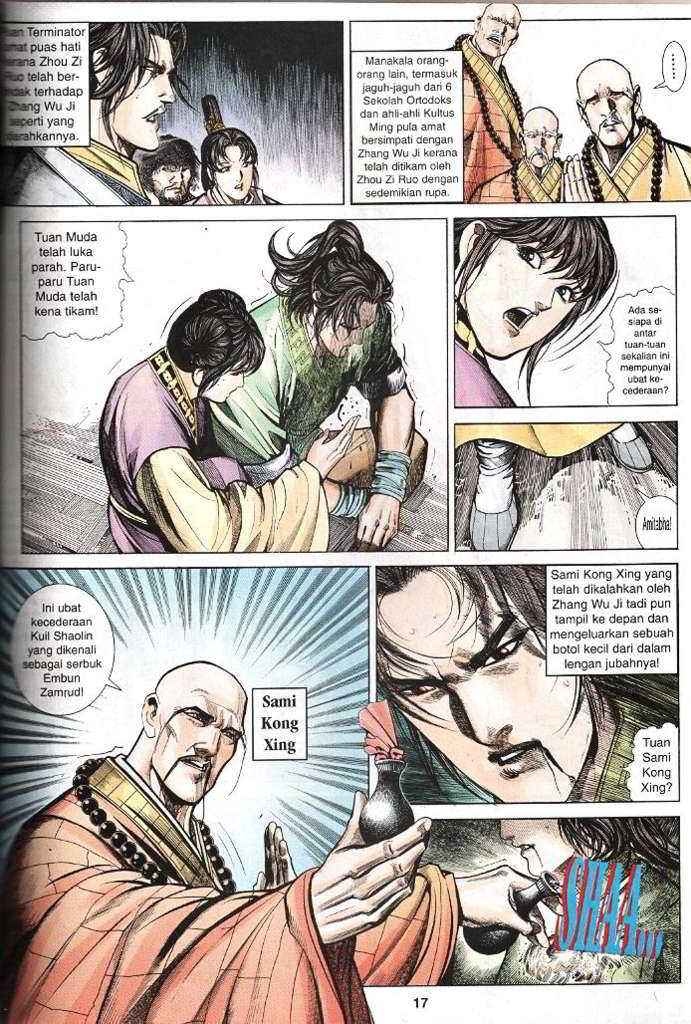 Tuan Terminator
amat puas hati
kerana Zhou Zi
Ruo telah ber-
tindak terhadap
Zhang Wu Ji
seperti yang
diarahkannya.
Manakala orang-
orang lain, termasuk
jaguh-jaguh dari 6
Sekolah Ortodoks
dan ahli-ahli Kultus
Ming pula amat
bersimpati dengan
Zhang Wu Ji kerana
telah ditikam oleh
Zhou Zi Ruo dengan
sedemikian rupa.
Tuan Muda
telah luka
parah. Paru-
paru Tuan
Muda telah
kena tikam!
Ada se-
siapa di
antar
tuan-tuan
sekalian ini
mempunyai
ubat ke-
cederaan?
Amitabha!
Ini ubat
kecederaan
Kuil Shaolin
yang dikenali
sebagai serbuk
Embun
Zamrud!
Sami
Kong
Xing
Sami Kong Xing yang
telah dikalahkan oleh
Zhang Wu Ji tadi pun
tampil ke depan dan
mengeluarkan sebuah
botol kecil dari dalam
lengan jubahnya!
Tuan
Sami
Kong
Xing?
SHAA...
17